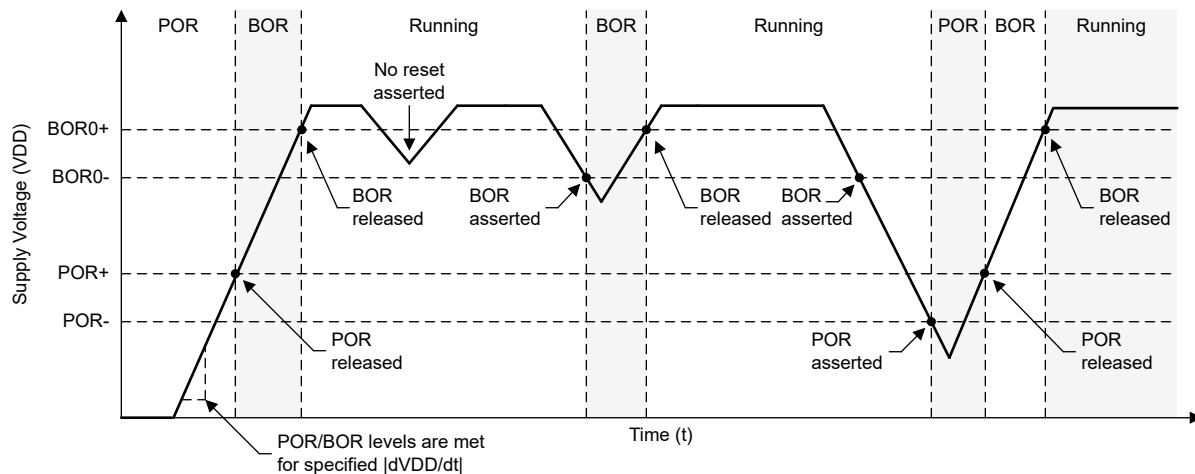 POR
BOR
Running
BOR
Running
POR
BOR
Running
No reset
asserted
BOR0+
BOR0-
POR+
POR-
Supply Voltage (VDD)
BOR
released
BOR
asserted
BOR
released
BOR
asserted
BOR
released
POR
released
POR
asserted
POR
released
Time (t)
POR/BOR levels are met
for specified |dVDD/dt|